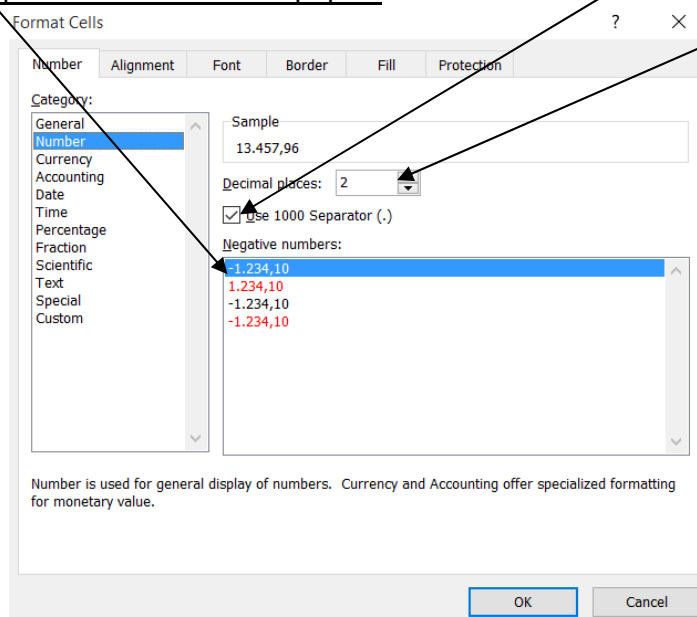 Format Cells ? ×
Number Alignment Font Border Fill Protection
Category:
General
Number
Currency
Accounting
Date
Time
Percentage
Fraction
Scientific
Text
Special
Custom
Sample
13.457,96
Decimal places: 2
Use 1000 Separator (.)
Negative numbers:
-1.234,10
1.234,10
-1.234,10
-1.234,10
Number is used for general display of numbers. Currency and Accounting offer specialized formatting
for monetary value.
OK Cancel